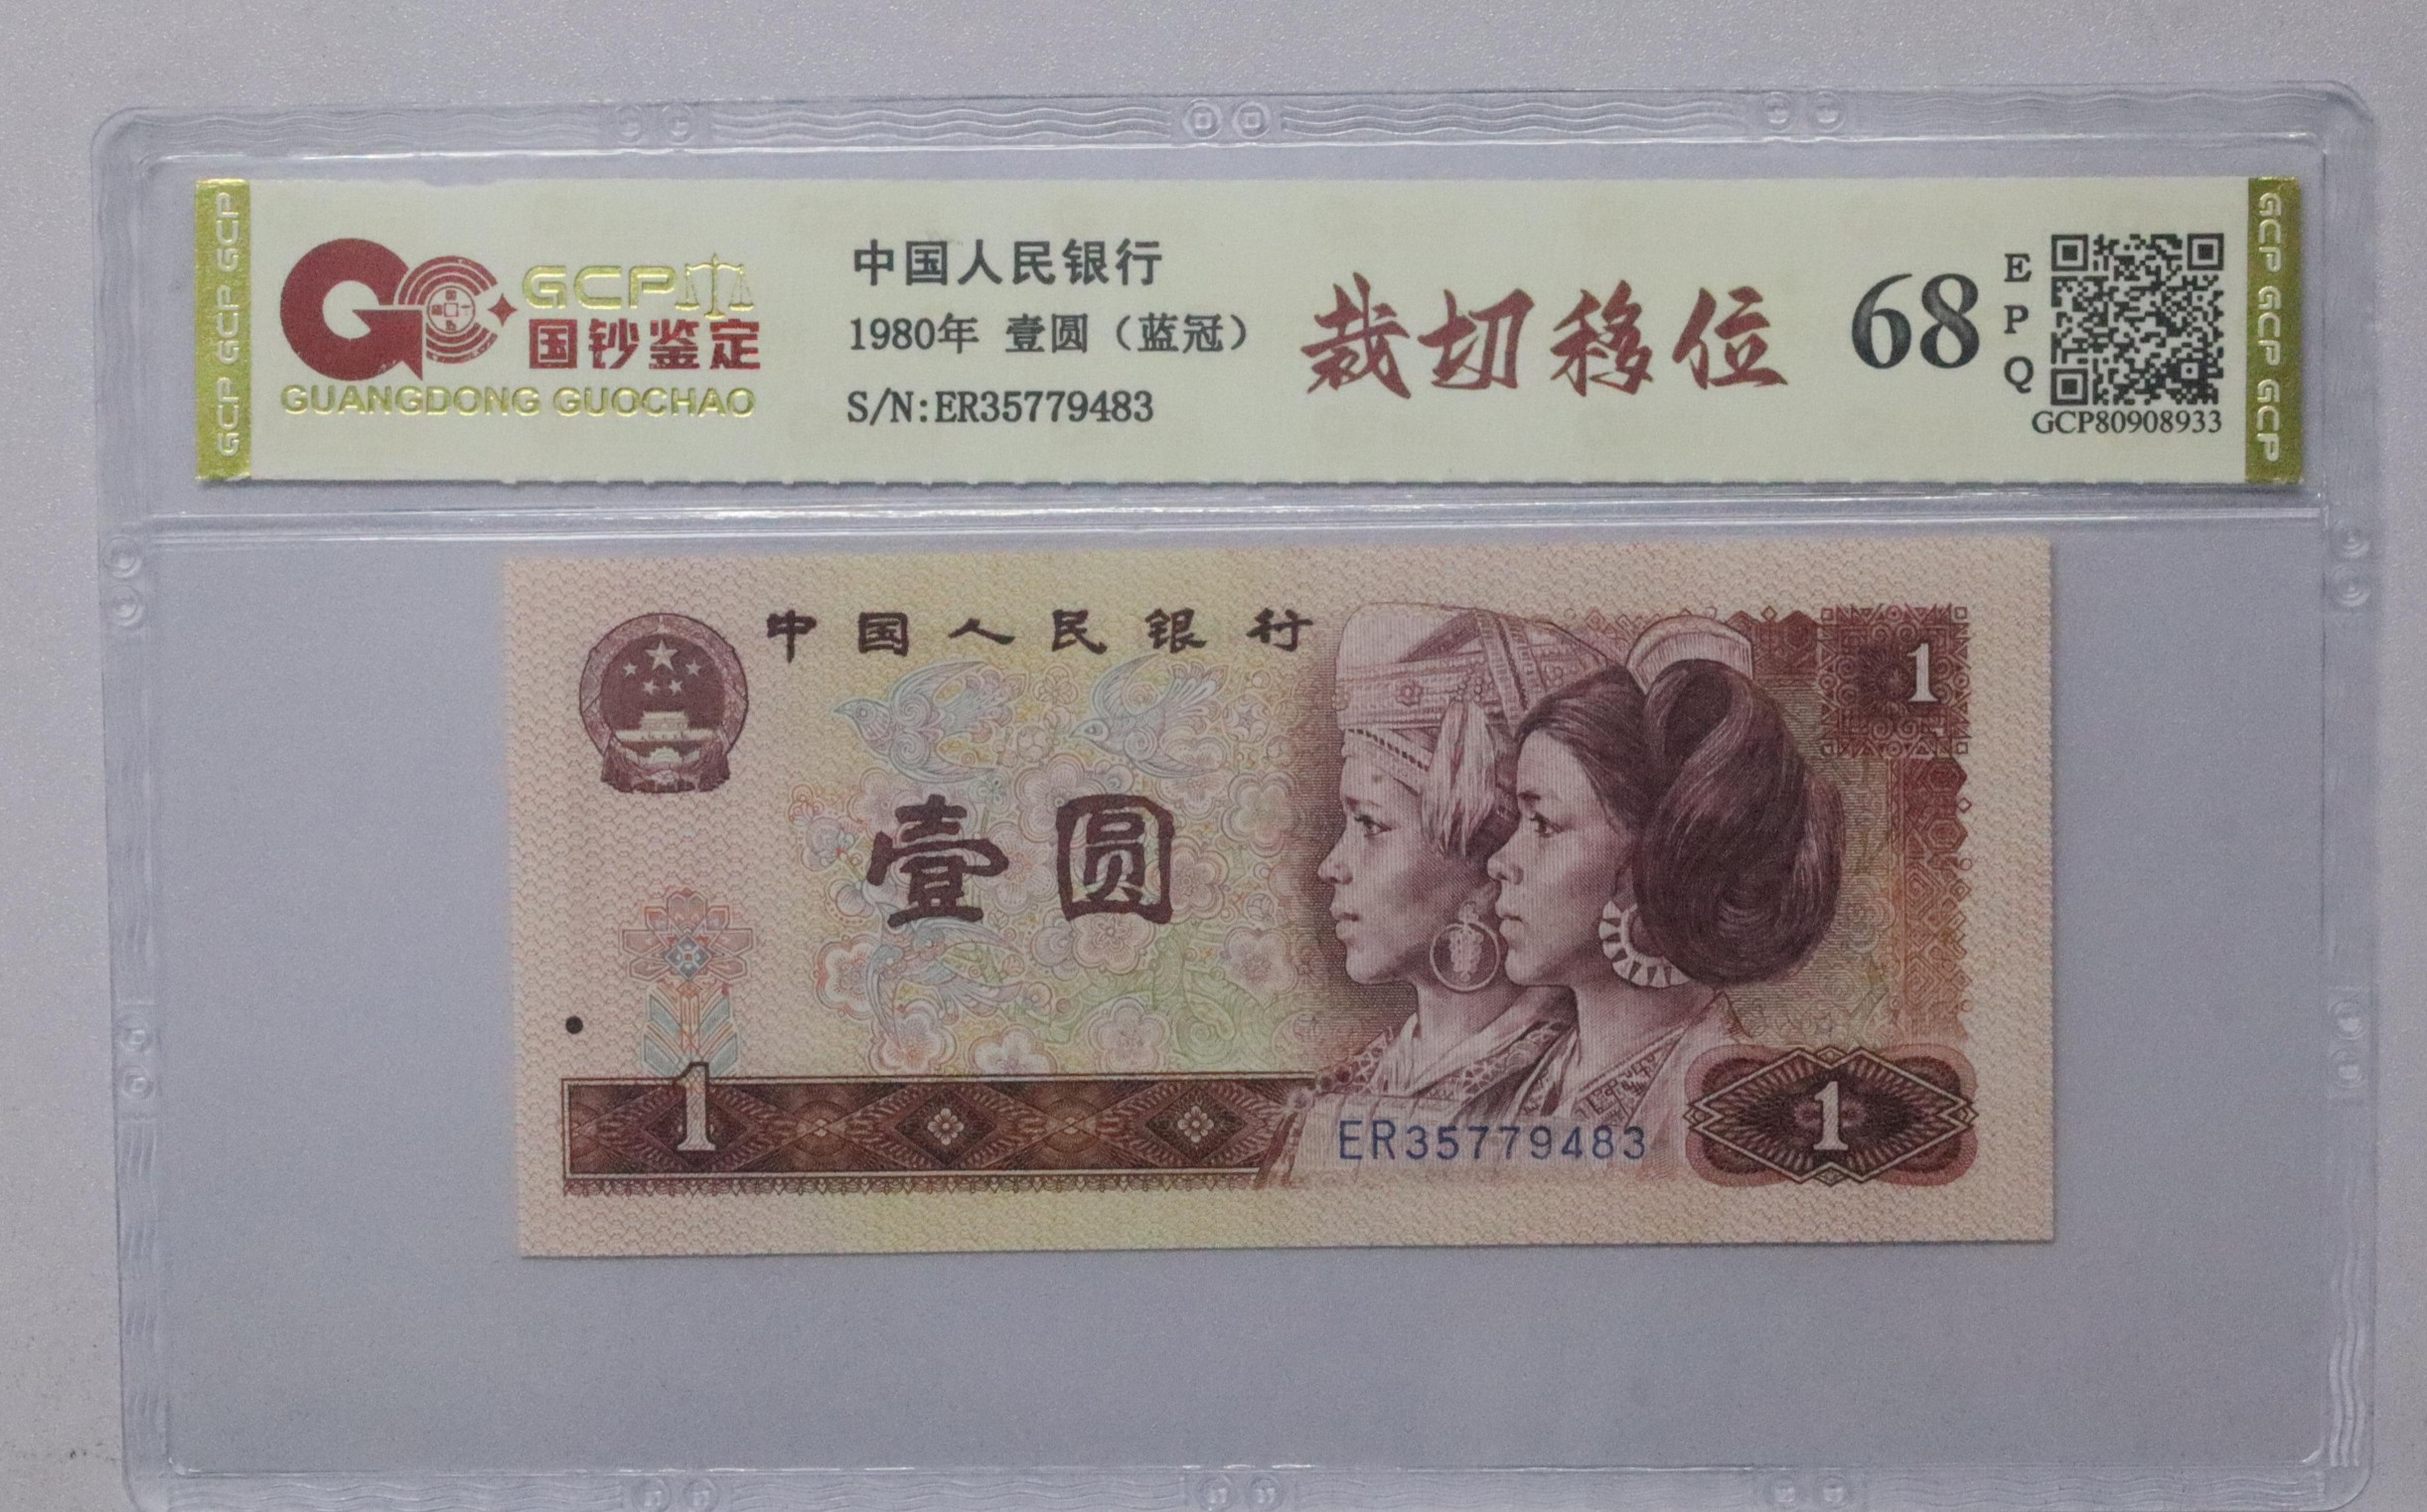 GCP GCP GCP
GCP
国钞鉴定
GUANGDONG GUOCHAO
中国人民银行
1980年 壹圆（蓝冠）
S/N:ER35779483
裁切移位
68
E
P
Q
GCP80908933
GCP GCP GCP
中国人民银行
1
壹圆
1
ER35779483
1